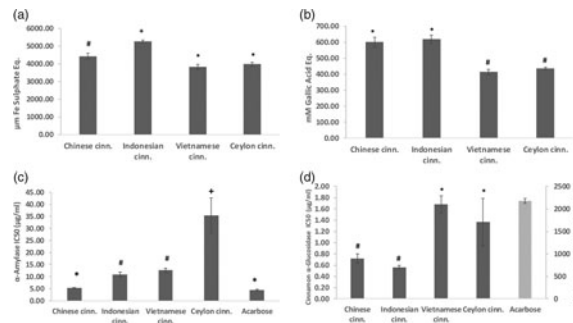 (a)
µm Fe Sulphate Eq.
6000.00
5000.00
4000.00
3000.00
2000.00
1000.00
0.00
#
*
*
*
Chinese cinn.
Indonesian cinn.
Vietnamese cinn.
Ceylon cinn.
(b)
mM Gallic Acid Eq.
700.00
600.00
500.00
400.00
300.00
200.00
100.00
0.00
*
*
#
#
Chinese cinn.
Indonesian cinn.
Vietnamese cinn.
Ceylon cinn.
(c)
α-Amylase IC50 (µg/ml)
45.00
40.00
35.00
30.00
25.00
20.00
15.00
10.00
5.00
0.00
*
#
#
+
*
Chinese cinn.
Indonesian cinn.
Vietnamese cinn.
Ceylon cinn.
Acarbose
(d)
Cinnaman α-Glucosidase IC50 (µg/ml)
2.00
1.80
1.60
1.40
1.20
1.00
0.80
0.60
0.40
0.20
0.00
#
#
*
*
2500
2000
1500
1000
500
0
Chinese cinn.
Indonesian cinn.
Vietnamese cinn.
Ceylon cinn.
Acarbose